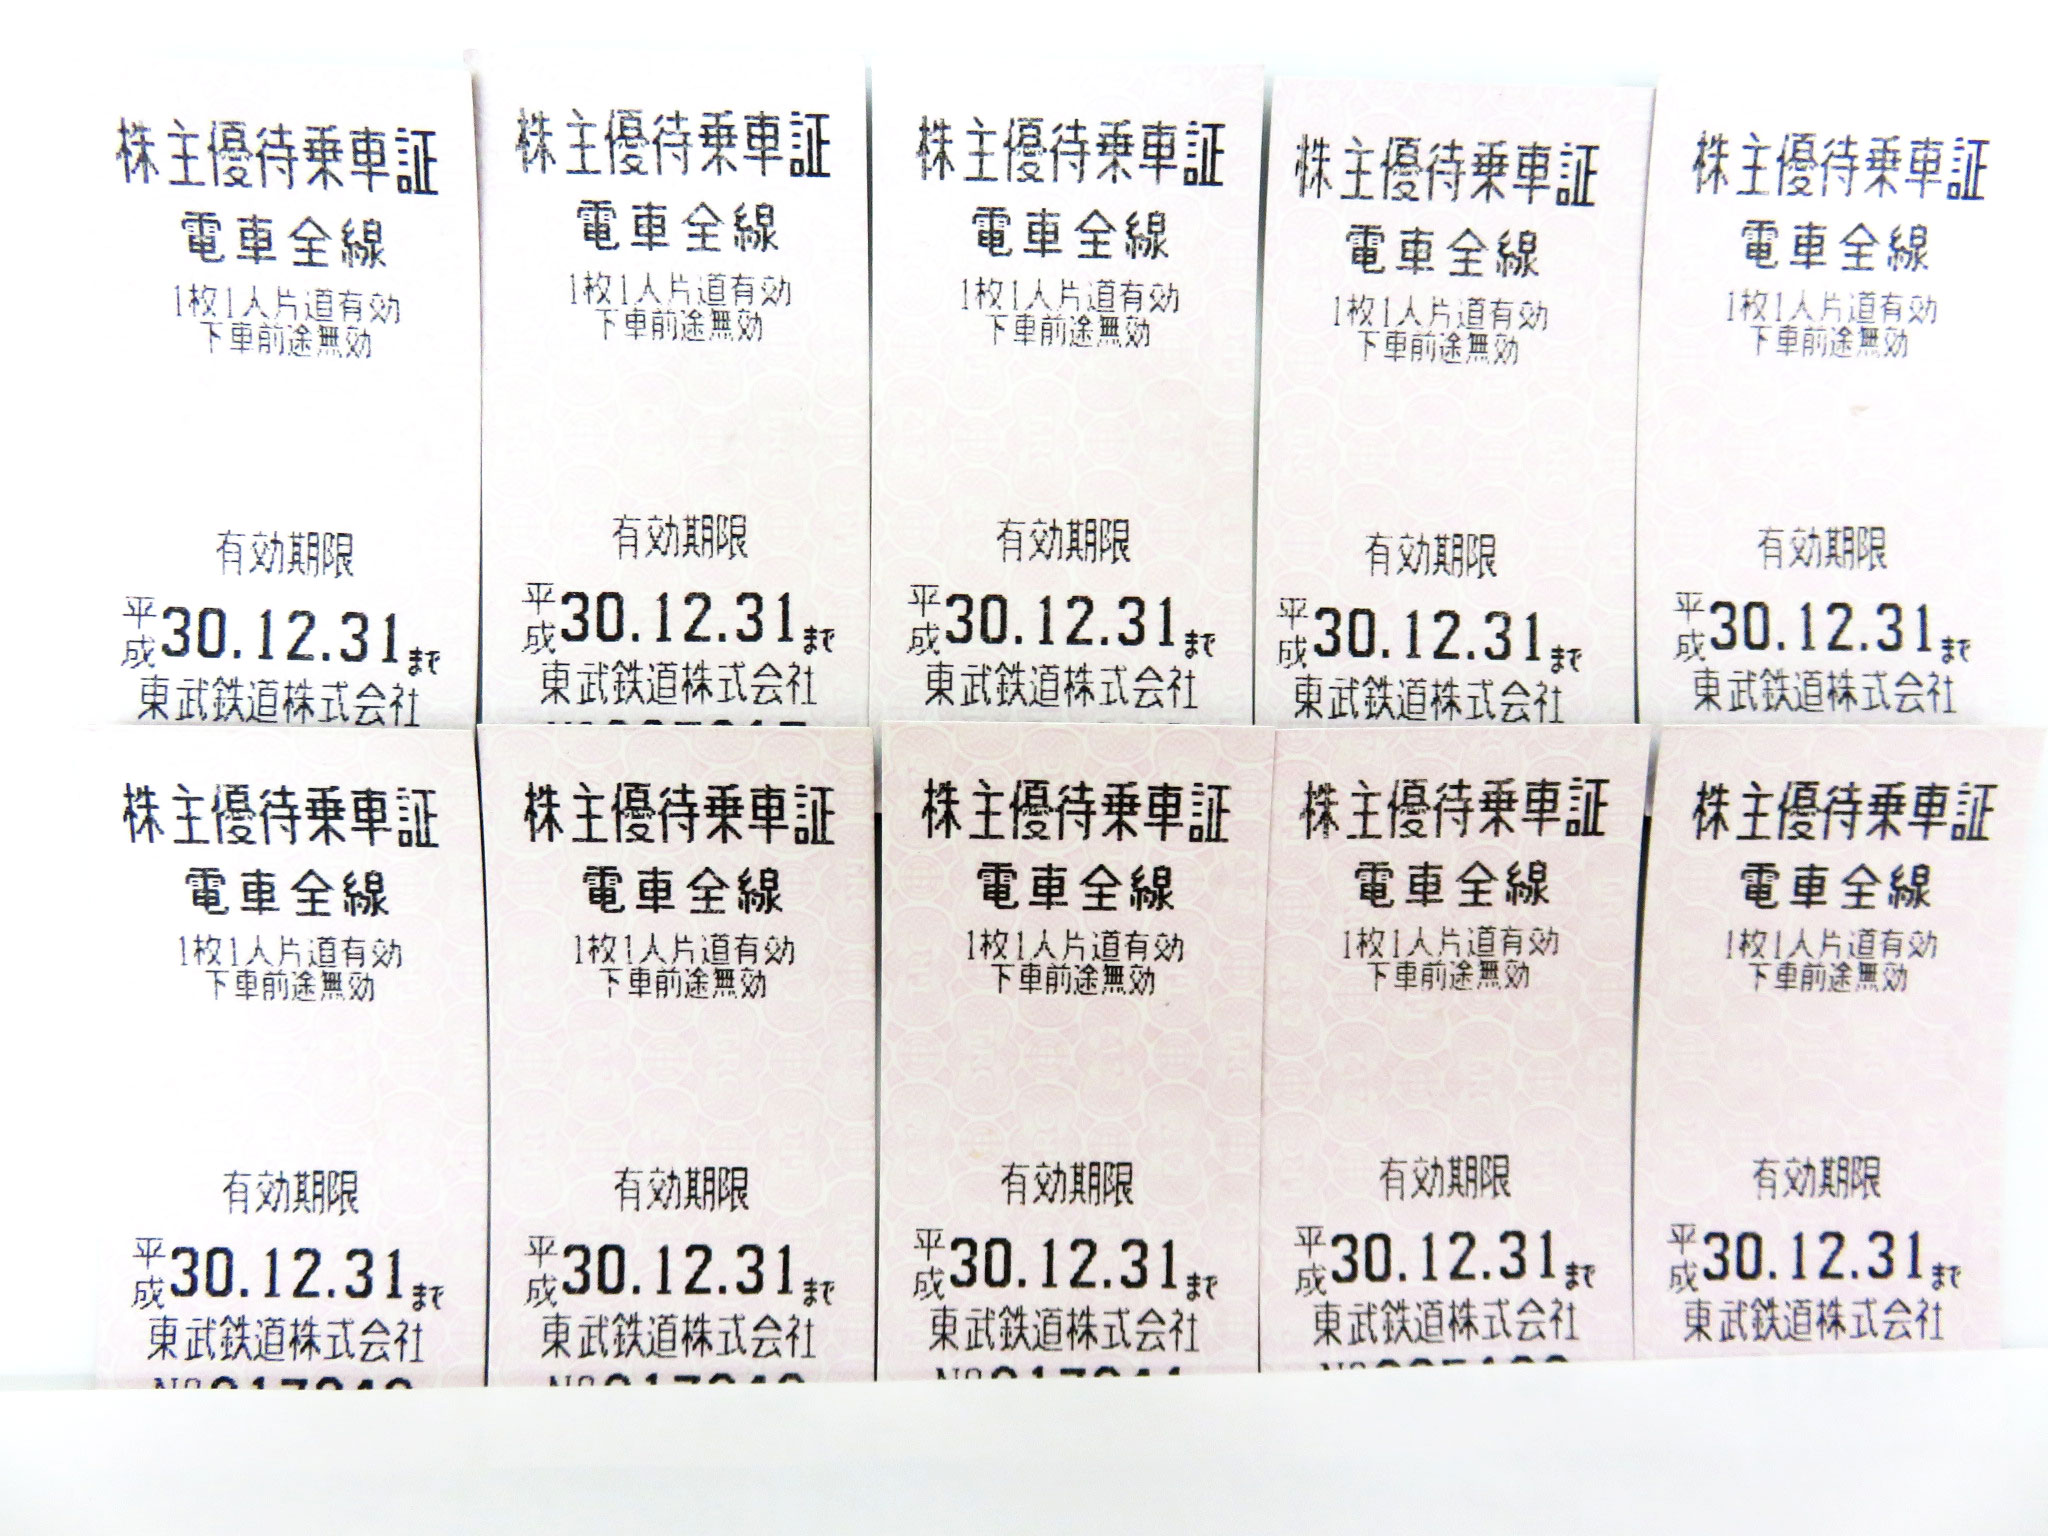 株主優待乗車証
電車全線
1枚1人片道有効
下車前途無効
有効期限
平成30.12.31まで
東武鉄道株式会社
株主優待乗車証
電車全線
1枚1人片道有効
下車前途無効
有効期限
平成30.12.31まで
東武鉄道株式会社
株主優待乗車証
電車全線
1枚1人片道有効
下車前途無効
有効期限
平成30.12.31まで
東武鉄道株式会社
株主優待乗車証
電車全線
1枚1人片道有効
下車前途無効
有効期限
平成30.12.31まで
東武鉄道株式会社
株主優待乗車証
電車全線
1枚1人片道有効
下車前途無効
有効期限
平成30.12.31まで
東武鉄道株式会社
株主優待乗車証
電車全線
1枚1人片道有効
下車前途無効
有効期限
平成30.12.31まで
東武鉄道株式会社
株主優待乗車証
電車全線
1枚1人片道有効
下車前途無効
有効期限
平成30.12.31まで
東武鉄道株式会社
株主優待乗車証
電車全線
1枚1人片道有効
下車前途無効
有効期限
平成30.12.31まで
東武鉄道株式会社
株主優待乗車証
電車全線
1枚1人片道有効
下車前途無効
有効期限
平成30.12.31まで
東武鉄道株式会社
株主優待乗車証
電車全線
1枚1人片道有効
下車前途無効
有効期限
平成30.12.31まで
東武鉄道株式会社